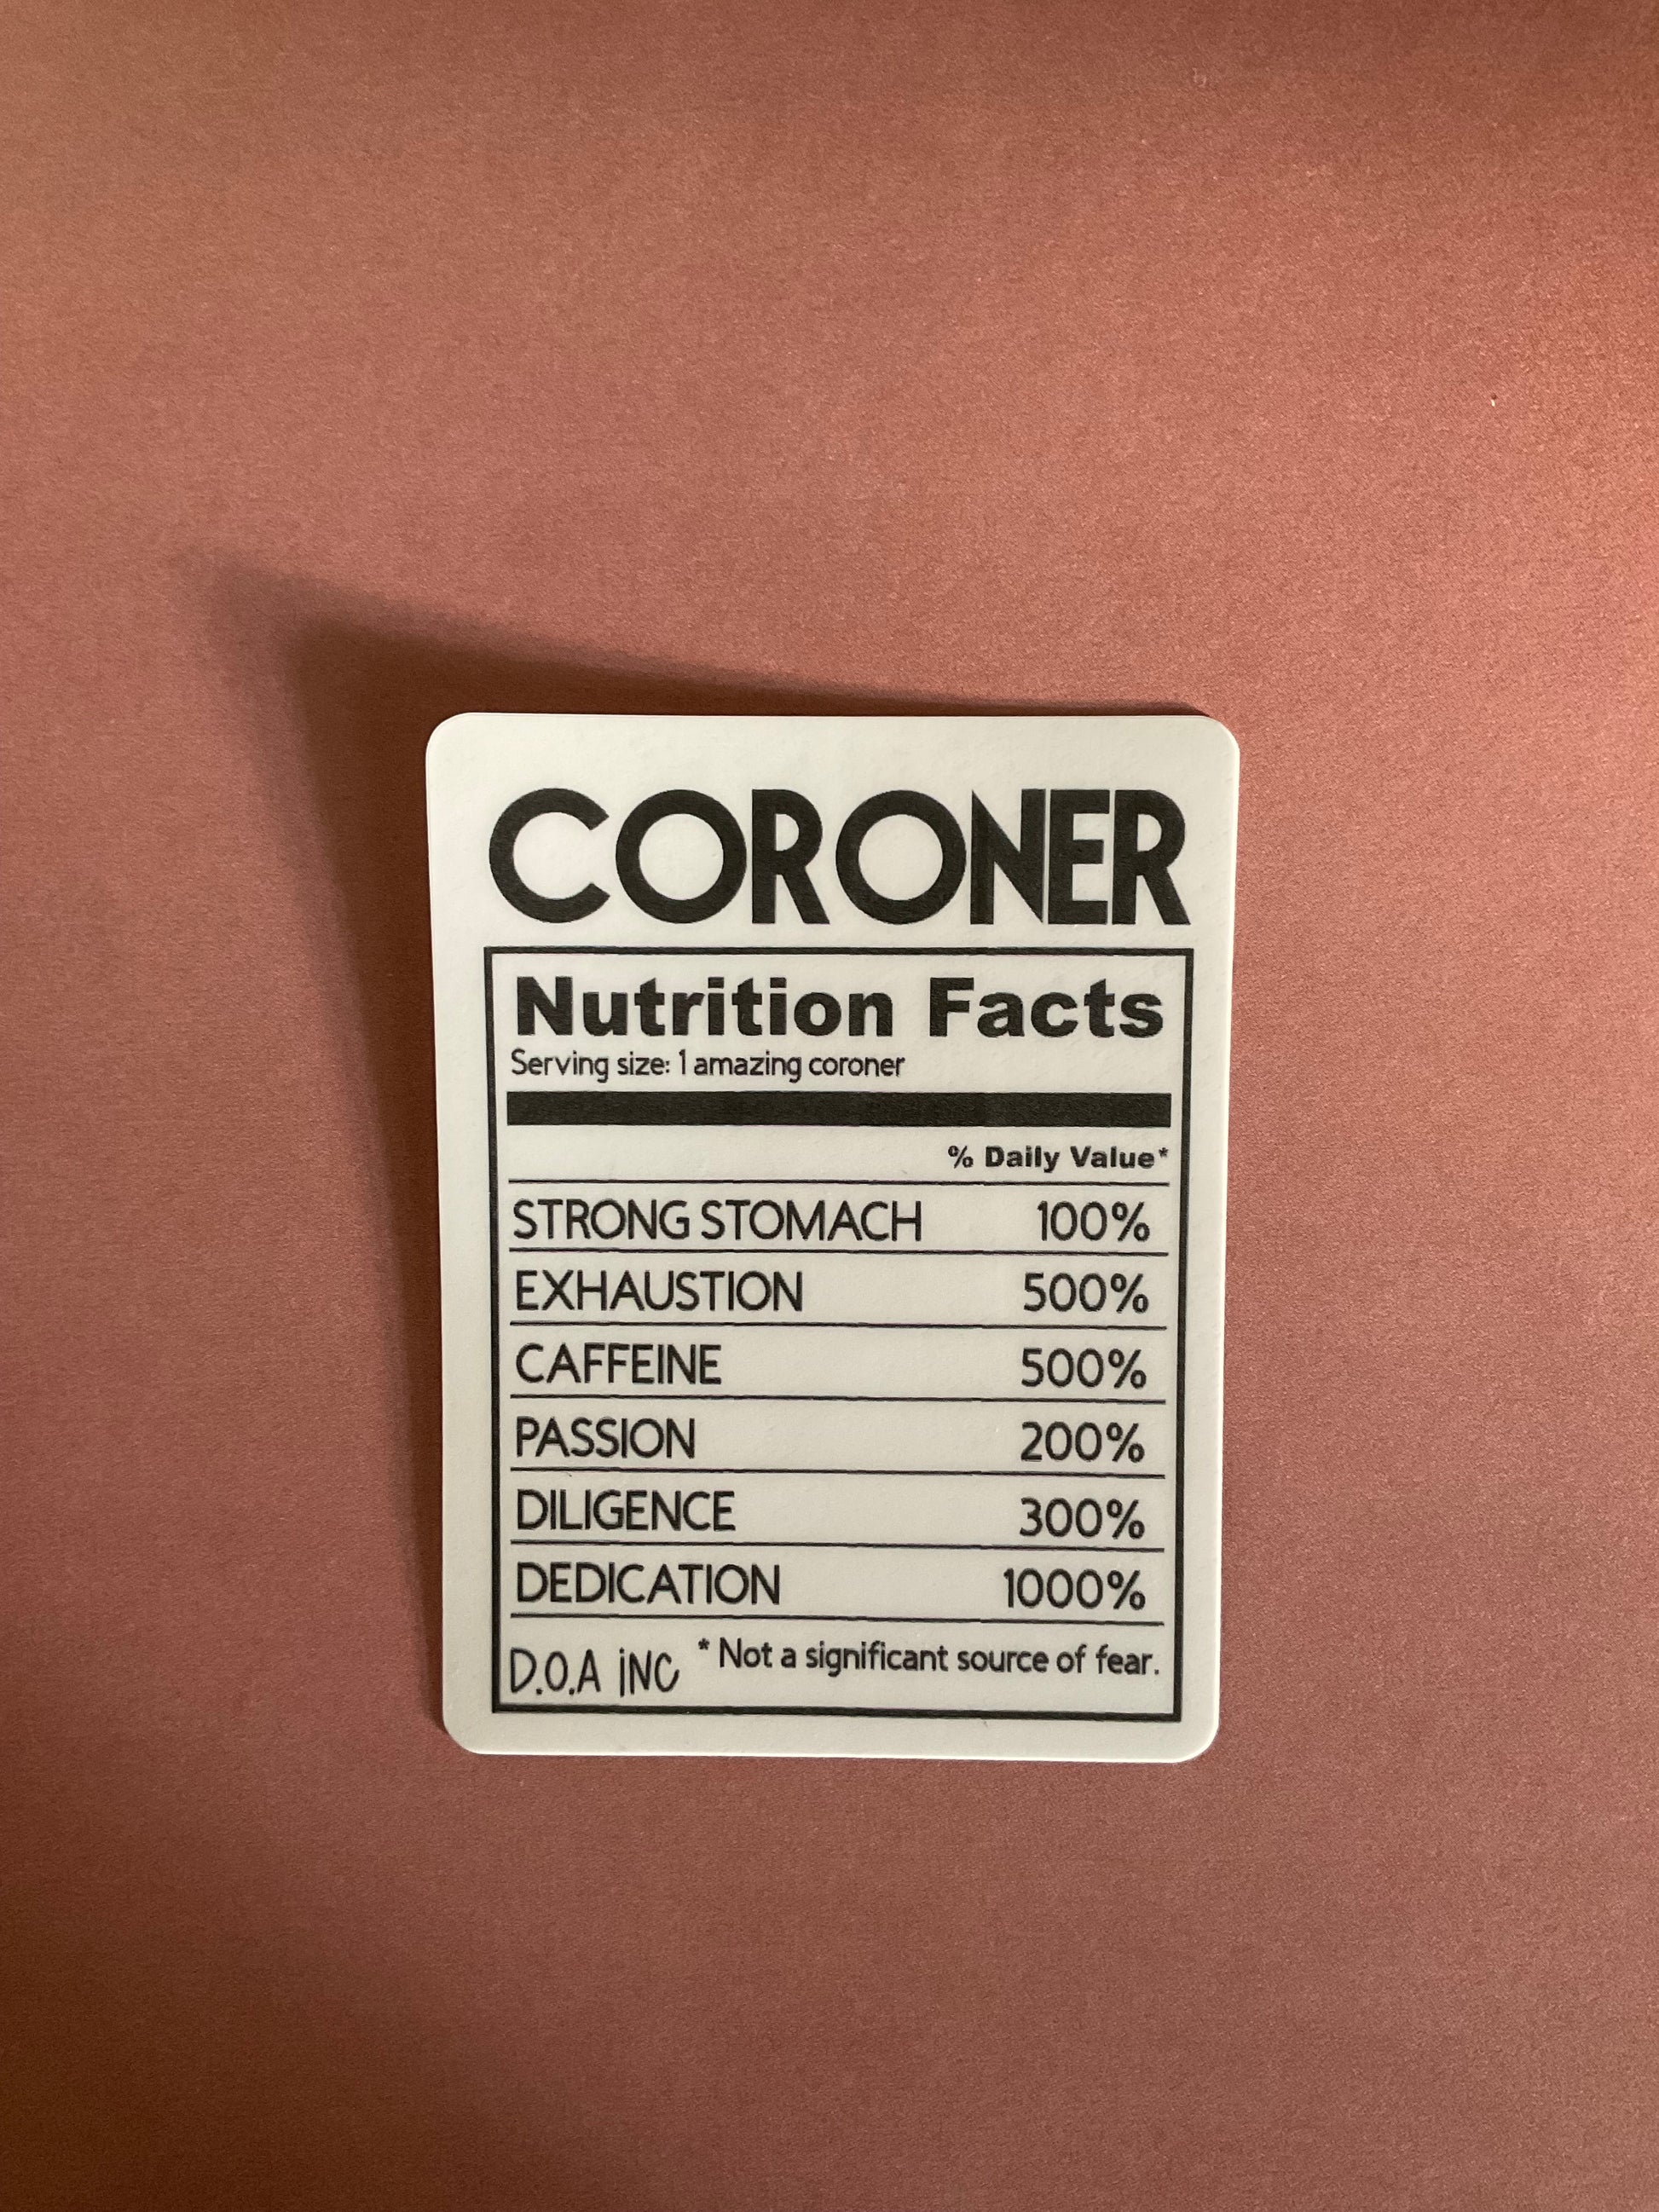 CORONER
Nutrition Facts
Serving size: 1 amazing coroner
% Daily Value*
STRONG STOMACH 100%
EXHAUSTION 500%
CAFFEINE 500%
PASSION 200%
DILIGENCE 300%
DEDICATION 1000%
D.O.A iNC * Not a significant source of fear.